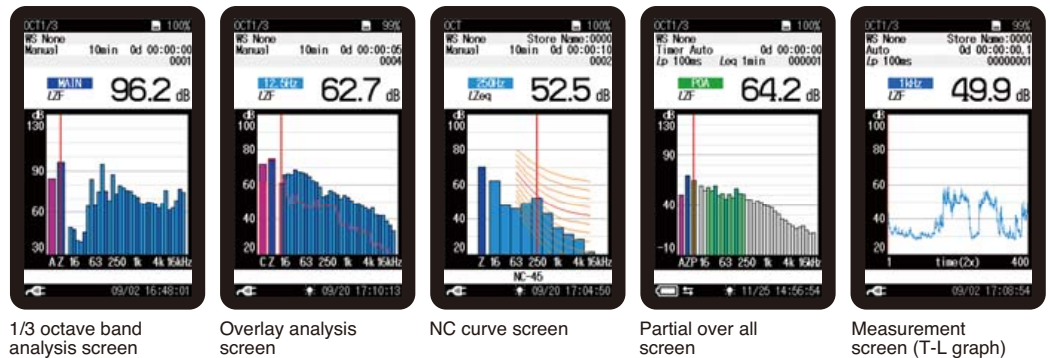 OCT1/3 100%
WS None
Manual 10min 0d 00:00:00
0001
MAIN
LZF 96.2 dB
dB
130
90
60
30
A Z 16 63 250 1k 4k 16kHz
09/02 16:48:01
1/3 octave band
analysis screen
OCT1/3 99%
WS None
Manual 10min 0d 00:00:05
0004
12.5Hz
LZF 62.7 dB
dB
100
80
60
40
20
C Z 16 63 250 1k 4k 16kHz
09/20 17:10:13
Overlay analysis
screen
OCT 100%
WS None Store Name:0000
Manual 10min 0d 00:00:10
0002
250Hz
LZeq 52.5 dB
dB
100
80
60
40
20
Z 16 63 250 1k 4k 16kHz
NC-45
09/20 17:04:50
NC curve screen
OCT1/3 100%
WS None
Timer Auto 0d 00:00:00
Lp 100ms Leq 1min 000001
POA
LZF 64.2 dB
dB
130
90
40
-10
AZP 16 63 250 1k 4k 16kHz
11/25 14:56:54
Partial over all
screen
OCT1/3 99%
WS None Store Name:0000
Auto 0d 00:00:00.1
Lp 100ms 00000001
1kHz
LZF 49.9 dB
dB
100
80
60
40
20
1 time(2x) 400
09/02 17:08:54
Measurement
screen (T-L graph)